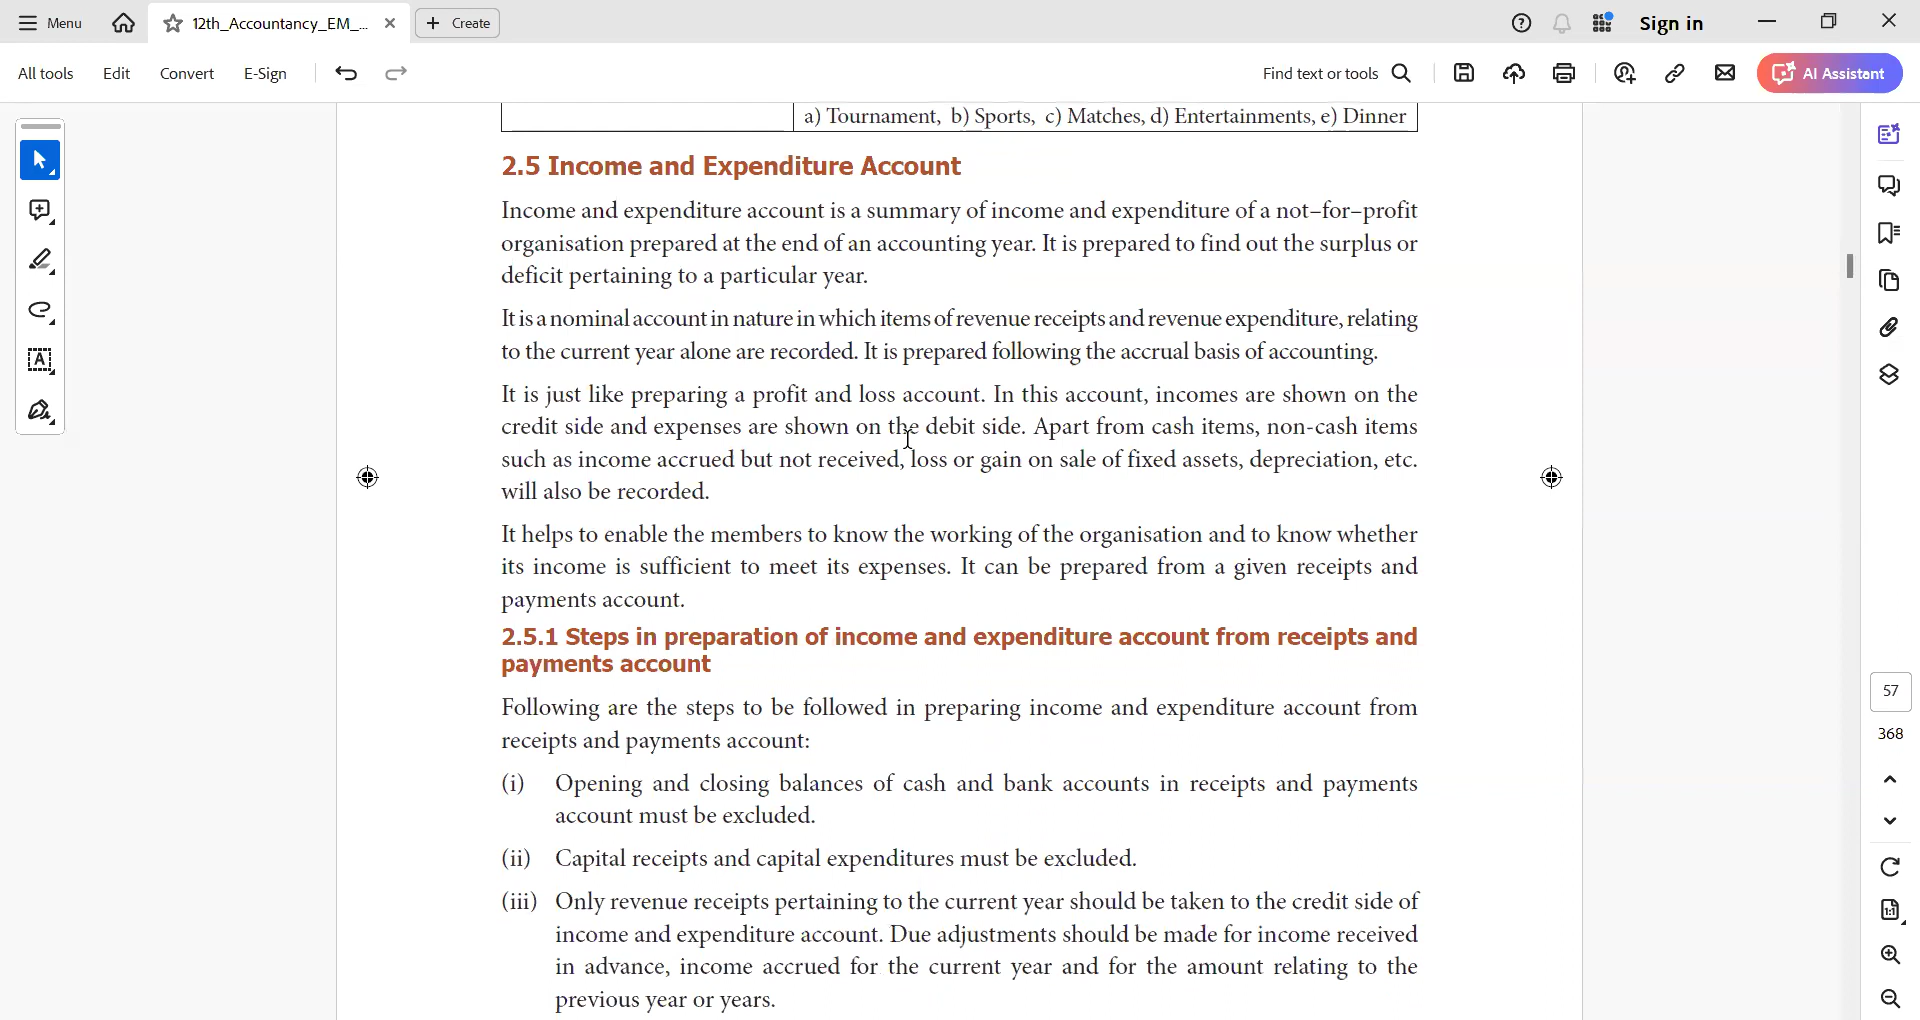 Menu
12th_Accountancy_EM_...
Create
Sign in
All tools
Edit
Convert
E-Sign
Find text or tools
AI Assistant
a) Tournament, b) Sports, c) Matches, d) Entertainments, e) Dinner
2.5 Income and Expenditure Account
Income and expenditure account is a summary of income and expenditure of a not–for–profit
organisation prepared at the end of an accounting year. It is prepared to find out the surplus or
deficit pertaining to a particular year.
It is a nominal account in nature in which items of revenue receipts and revenue expenditure, relating
to the current year alone are recorded. It is prepared following the accrual basis of accounting.
It is just like preparing a profit and loss account. In this account, incomes are shown on the
credit side and expenses are shown on the debit side. Apart from cash items, non-cash items
such as income accrued but not received, loss or gain on sale of fixed assets, depreciation, etc.
will also be recorded.
It helps to enable the members to know the working of the organisation and to know whether
its income is sufficient to meet its expenses. It can be prepared from a given receipts and
payments account.
2.5.1 Steps in preparation of income and expenditure account from receipts and
payments account
Following are the steps to be followed in preparing income and expenditure account from
receipts and payments account:
(i) Opening and closing balances of cash and bank accounts in receipts and payments
account must be excluded.
(ii) Capital receipts and capital expenditures must be excluded.
(iii) Only revenue receipts pertaining to the current year should be taken to the credit side of
income and expenditure account. Due adjustments should be made for income received
in advance, income accrued for the current year and for the amount relating to the
previous year or years.
57
368